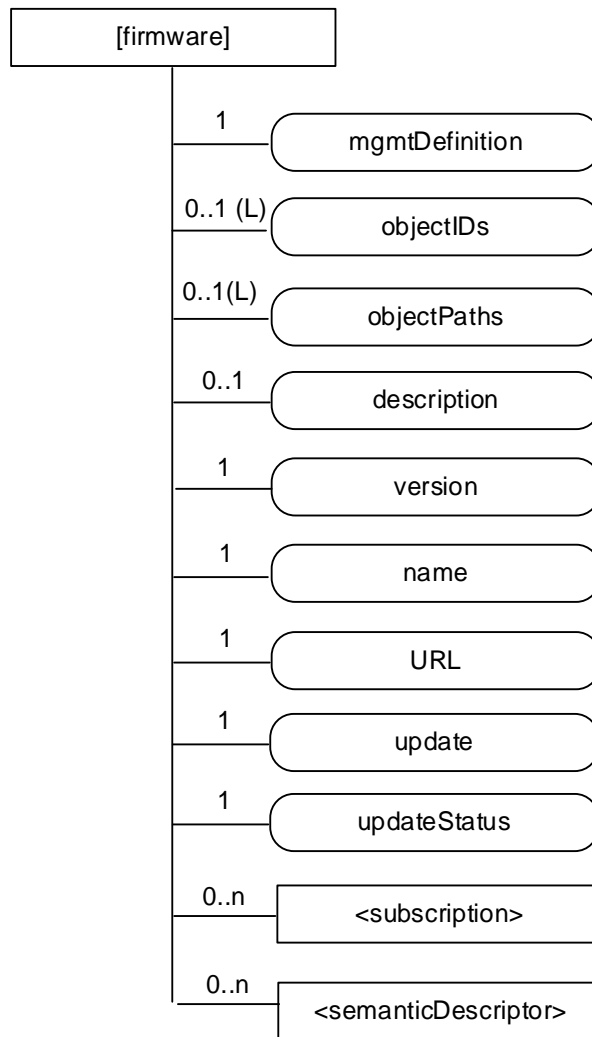 [firmware]
1
mgmtDefinition
0..1 (L)
objectIDs
0..1(L)
objectPaths
0..1
description
1
version
1
name
1
URL
1
update
1
updateStatus
0..n
<subscription>
0..n
<semanticDescriptor>